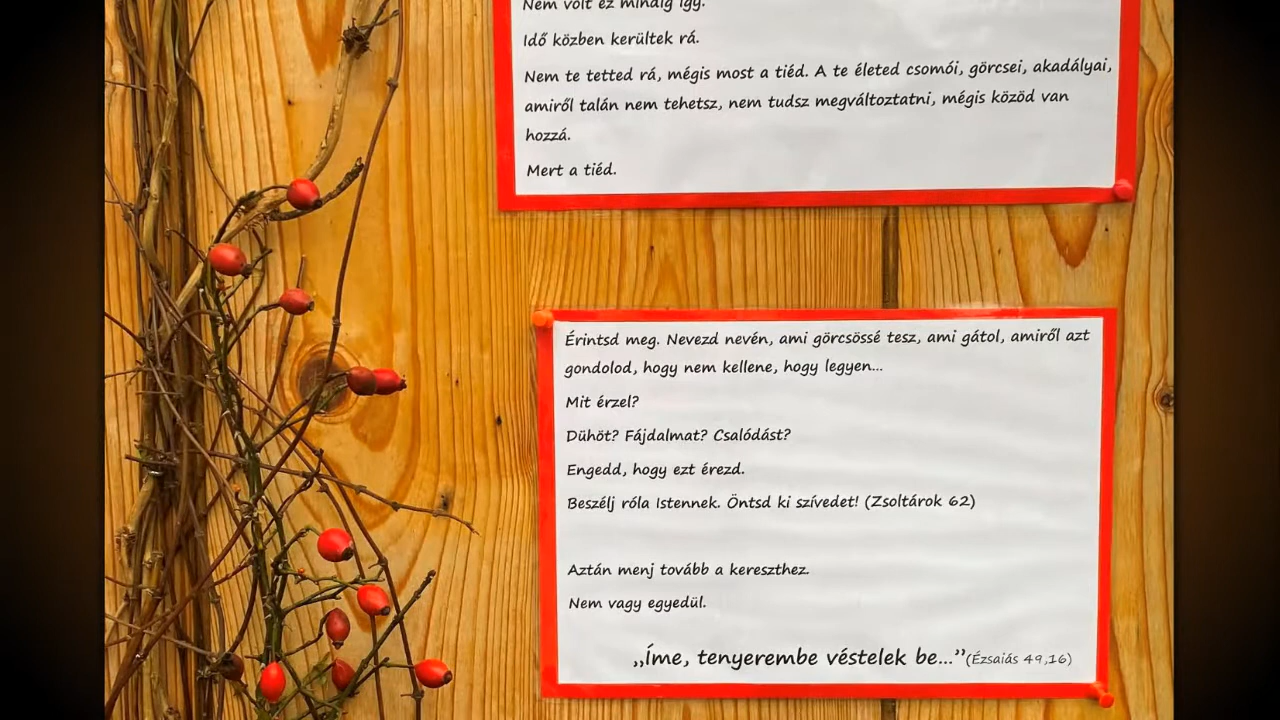 Nem volt ez mindig így.
Idő közben kerültek rá.
Nem te tetted rá, mégis most a tiéd. A te életed csomói, görcsei, akadályai,
amiről talán nem tehetsz, nem tudsz megváltoztatni, mégis közöd van
hozzá.
Mert a tiéd.
Érintsd meg. Nevezd nevén, ami görcsössé tesz, ami gátol, amiről azt
gondolod, hogy nem kellene, hogy legyen...
Mit érzel?
Dühöt? Fájdalmat? Csalódást?
Engedd, hogy ezt érezd.
Beszélj róla Istennek. Öntsd ki szívedet! (Zsoltárok 62)
Aztán menj tovább a kereszthez.
Nem vagy egyedül.
„Íme, tenyerembe véstelek be...”(Ézsaiás 49,16)